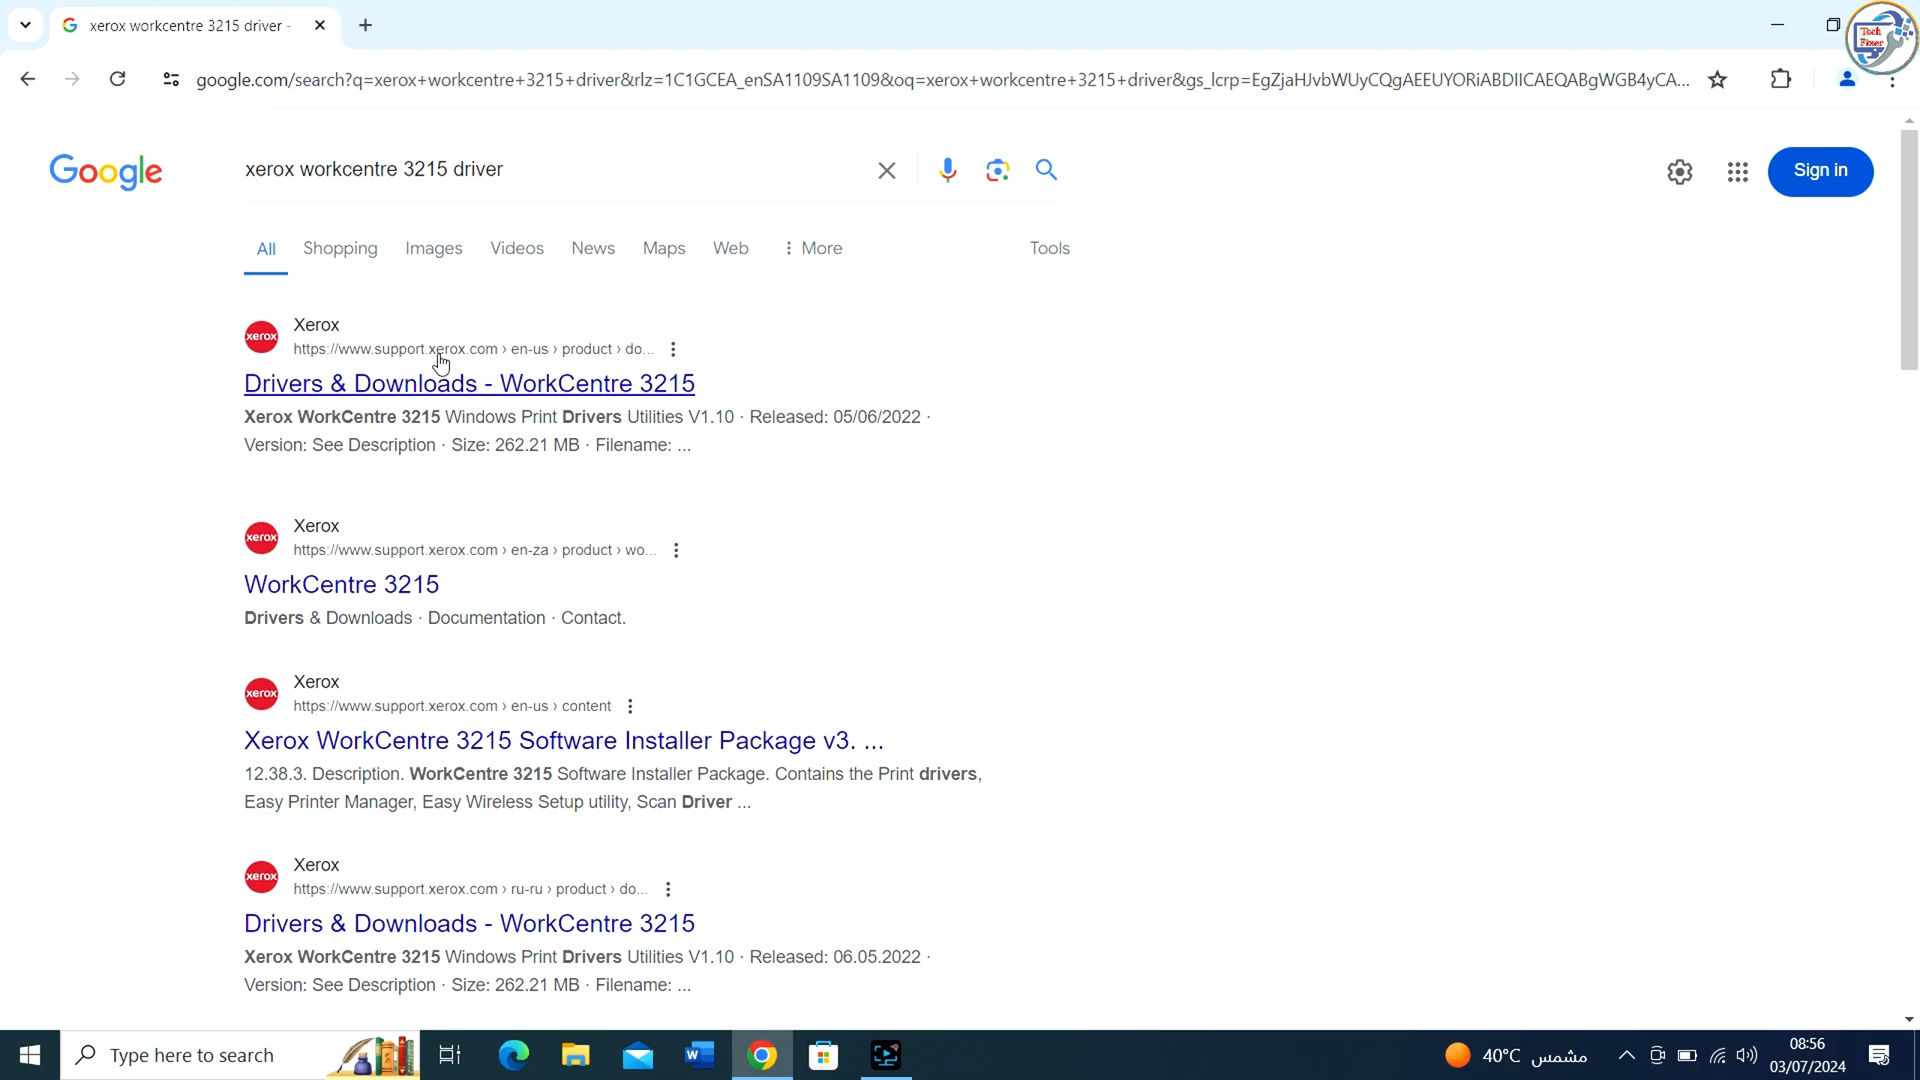 xerox workcentre 3215 driver -
google.com/search?q=xerox+workcentre+3215+driver&rlz=1C1GCEA_enSA1109SA1109&oq=xerox+workcentre+3215+driver&gs_lcrp=EgZjaHJvbWUyCQgAEEUYORiABDIICAEQABgWGB4yCA...
Tech
Fixer
Google
xerox workcentre 3215 driver
Sign in
All Shopping Images Videos News Maps Web More Tools
xerox
Xerox
https://www.support.xerox.com › en-us › product › do...
Drivers & Downloads - WorkCentre 3215
Xerox WorkCentre 3215 Windows Print Drivers Utilities V1.10 · Released: 05/06/2022 ·
Version: See Description · Size: 262.21 MB · Filename: ...
xerox
Xerox
https://www.support.xerox.com › en-za › product › wo...
WorkCentre 3215
Drivers & Downloads · Documentation · Contact.
xerox
Xerox
https://www.support.xerox.com › en-us › content
Xerox WorkCentre 3215 Software Installer Package v3. ...
12.38.3. Description. WorkCentre 3215 Software Installer Package. Contains the Print drivers,
Easy Printer Manager, Easy Wireless Setup utility, Scan Driver ...
xerox
Xerox
https://www.support.xerox.com › ru-ru › product › do...
Drivers & Downloads - WorkCentre 3215
Xerox WorkCentre 3215 Windows Print Drivers Utilities V1.10 · Released: 06.05.2022 ·
Version: See Description · Size: 262.21 MB · Filename: ...
Type here to search
40°C مشمس
08:56
03/07/2024